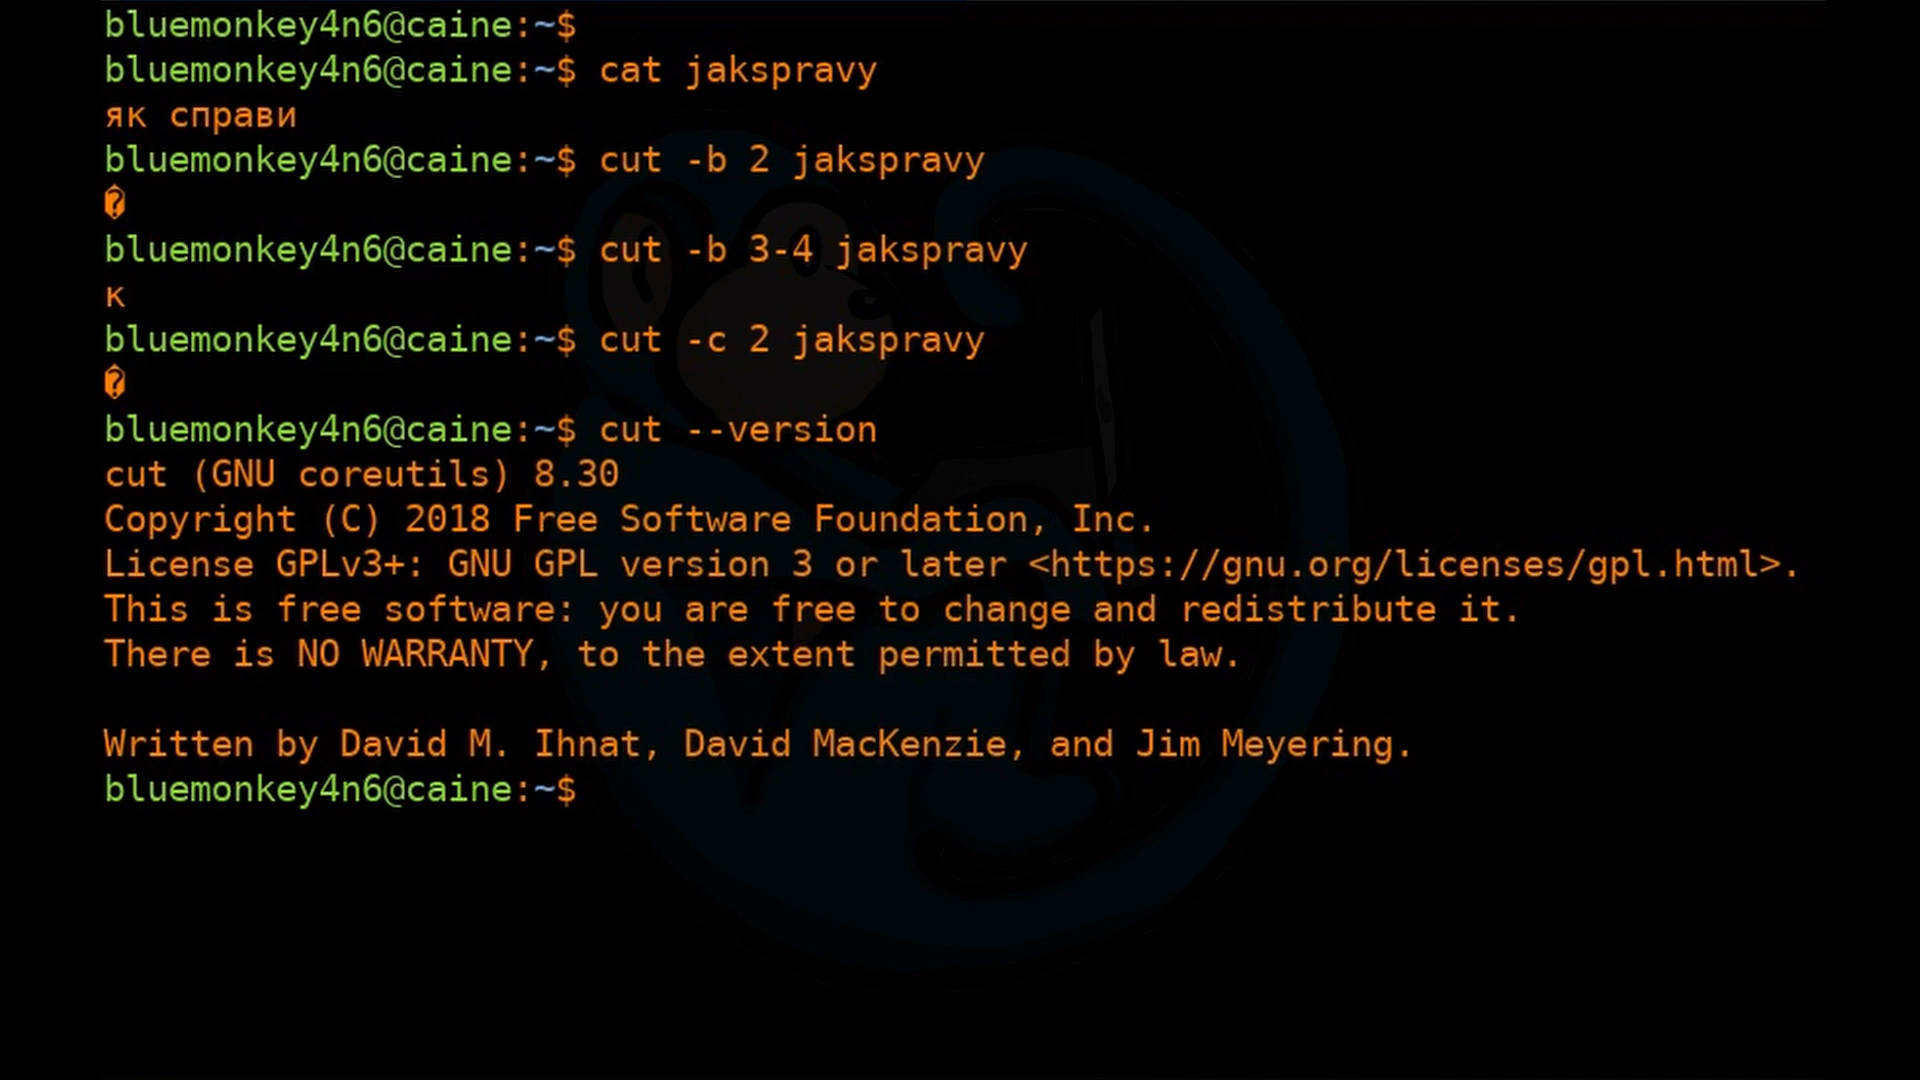 bluemonkey4n6@caine:~$
bluemonkey4n6@caine:~$ cat jakspravy
як справи
bluemonkey4n6@caine:~$ cut -b 2 jakspravy
�
bluemonkey4n6@caine:~$ cut -b 3-4 jakspravy
к
bluemonkey4n6@caine:~$ cut -c 2 jakspravy
�
bluemonkey4n6@caine:~$ cut --version
cut (GNU coreutils) 8.30
Copyright (C) 2018 Free Software Foundation, Inc.
License GPLv3+: GNU GPL version 3 or later <https://gnu.org/licenses/gpl.html>.
This is free software: you are free to change and redistribute it.
There is NO WARRANTY, to the extent permitted by law.

Written by David M. Ihnat, David MacKenzie, and Jim Meyering.
bluemonkey4n6@caine:~$